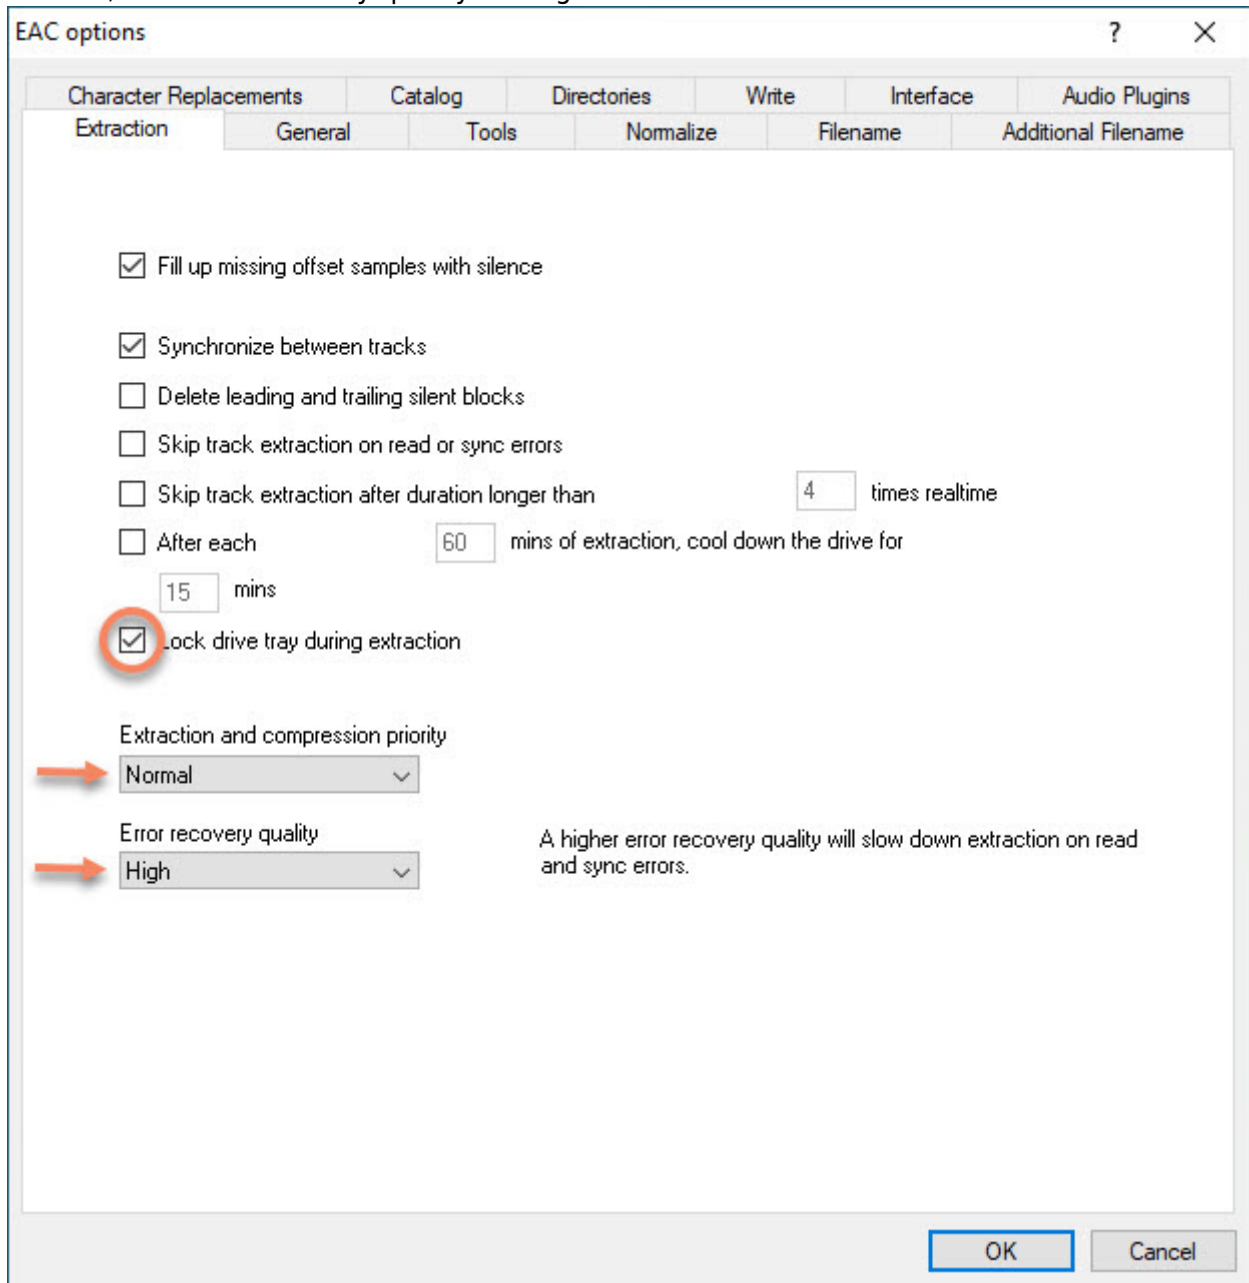 EAC options
Character Replacements Catalog Directories Write Interface Audio Plugins
Extraction General Tools Normalize Filename Additional Filename
Fill up missing offset samples with silence
Synchronize between tracks
Delete leading and trailing silent blocks
Skip track extraction on read or sync errors
Skip track extraction after duration longer than 4 times realtime
After each 60 mins of extraction, cool down the drive for
15 mins
Lock drive tray during extraction
Extraction and compression priority
Normal
Error recovery quality
High
A higher error recovery quality will slow down extraction on read
and sync errors.
OK Cancel